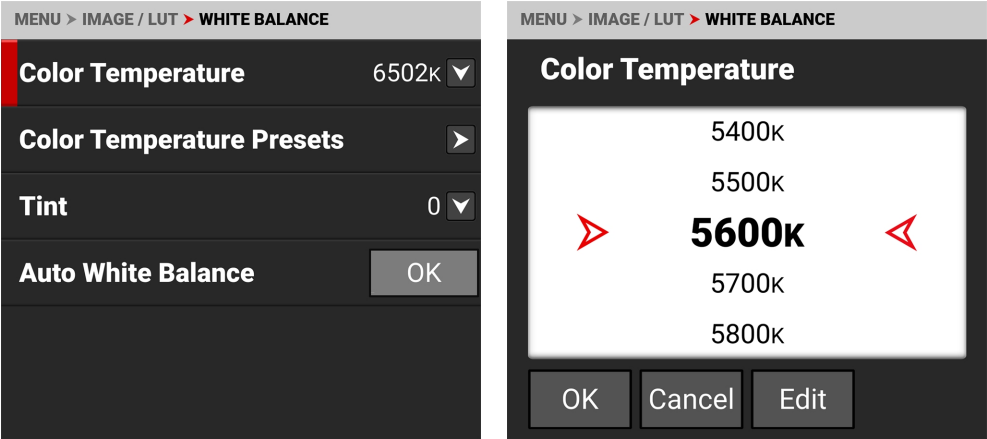 MENU > IMAGE / LUT > WHITE BALANCE
Color Temperature 6502K
Color Temperature Presets
Tint 0
Auto White Balance OK
MENU > IMAGE / LUT > WHITE BALANCE
Color Temperature
5400K
5500K
5600K
5700K
5800K
OK Cancel Edit